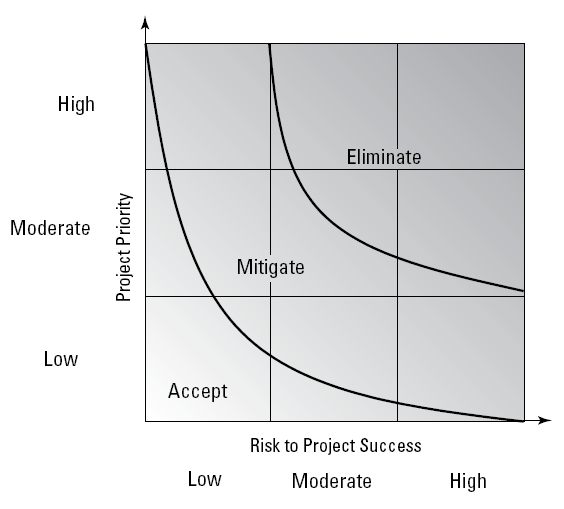 High
Eliminate
Moderate
Project Priority
Mitigate
Low
Accept
Risk to Project Success
Low
Moderate
High